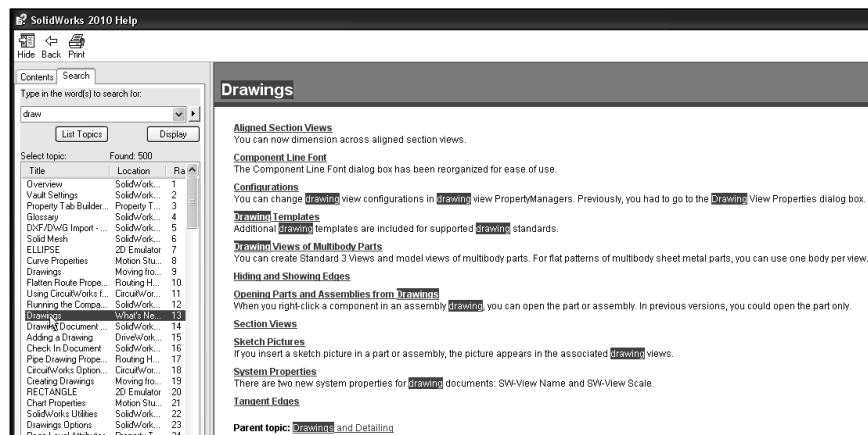 SolidWorks 2010 Help
Hide Back Print
Contents Search
Type in the word(s) to search for:
draw
List Topics Display
Select topic: Found: 500
Title Location Ra
Overview SolidWork... 1
Vault Settings SolidWork... 2
Property Tab Builder... Property T... 3
Glossary SolidWork... 4
DXF/DWG Import - ... SolidWork... 5
Solid Mesh SolidWork... 6
ELLIPSE 2D Emulator 7
Curve Properties Motion Stu... 8
Drawings Moving fro... 9
Flatten Route Prope... Routing H... 10
Using CircuitWorks f... CircuitWor... 11
Running the Compa... SolidWork... 12
Drawings What's Ne... 13
Drawing Document ... SolidWork... 14
Adding a Drawing DriveWork... 15
Check In Document SolidWork... 16
Pipe Drawing Prope... Routing H... 17
CircuitWorks Option... CircuitWor... 18
Creating Drawings Moving fro... 19
RECTANGLE 2D Emulator 20
Chart Properties Motion Stu... 21
SolidWorks Utilities SolidWork... 22
Drawings Options SolidWork... 23
Drawings
Aligned Section Views
You can now dimension across aligned section views.
Component Line Font
The Component Line Font dialog box has been reorganized for ease of use.
Configurations
You can change drawing view configurations in drawing view PropertyManagers. Previously, you had to go to the Drawing View Properties dialog box.
Drawing Templates
Additional drawing templates are included for supported drawing standards.
Drawing Views of Multibody Parts
You can create Standard 3 Views and model views of multibody parts. For flat patterns of multibody sheet metal parts, you can use one body per view.
Hiding and Showing Edges
Opening Parts and Assemblies from Drawings
When you right-click a component in an assembly drawing, you can open the part or assembly. In previous versions, you could open the part only.
Section Views
Sketch Pictures
If you insert a sketch picture in a part or assembly, the picture appears in the associated drawing views.
System Properties
There are two new system properties for drawing documents: SW-View Name and SW-View Scale.
Tangent Edges
Parent topic: Drawings and Detailing